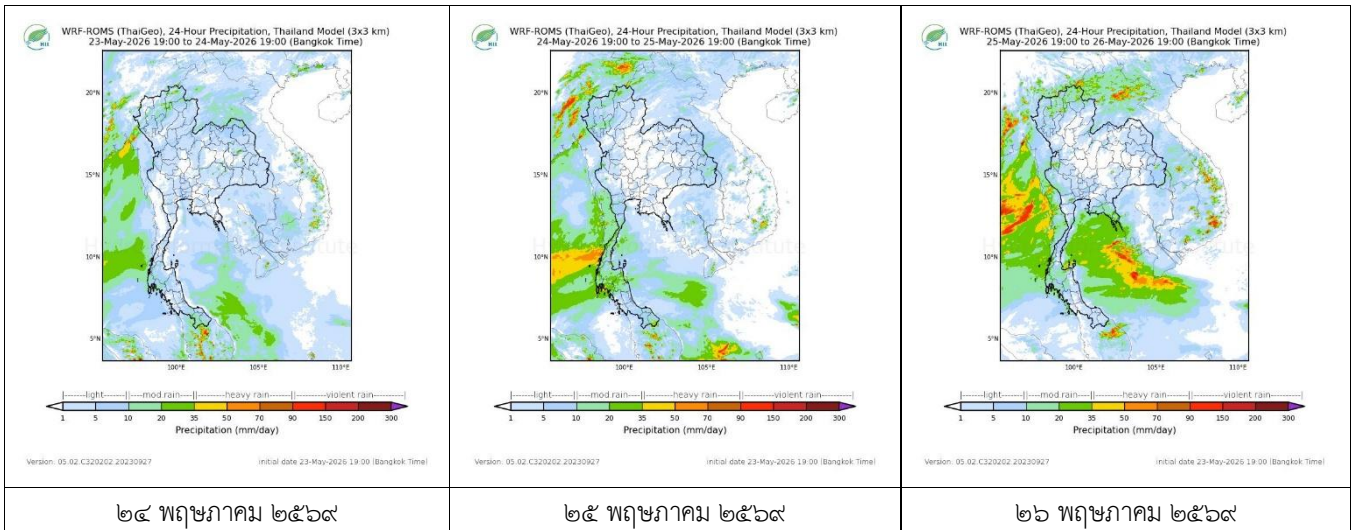 WRF-ROMS (ThaiGeo), 24-Hour Precipitation, Thailand Model (3x3 km)
23-May-2026 19:00 to 24-May-2026 19:00 (Bangkok Time)
HII
20°N
15°N
10°N
5°N
100°E 105°E 110°E
|-------light------||----mod rain----||-------heavy rain-------||------violent rain-------|
1 5 10 20 35 50 70 90 150 200 300
Precipitation (mm/day)
Version: 05.02.C320202.20230927 initial date 23-May-2026 19:00 (Bangkok Time)
๒๔ พฤษภาคม ๒๕๖๙
WRF-ROMS (ThaiGeo), 24-Hour Precipitation, Thailand Model (3x3 km)
24-May-2026 19:00 to 25-May-2026 19:00 (Bangkok Time)
HII
20°N
15°N
10°N
5°N
100°E 105°E 110°E
|-------light------||----mod rain----||-------heavy rain-------||------violent rain-------|
1 5 10 20 35 50 70 90 150 200 300
Precipitation (mm/day)
Version: 05.02.C320202.20230927 initial date 23-May-2026 19:00 (Bangkok Time)
๒๕ พฤษภาคม ๒๕๖๙
WRF-ROMS (ThaiGeo), 24-Hour Precipitation, Thailand Model (3x3 km)
25-May-2026 19:00 to 26-May-2026 19:00 (Bangkok Time)
HII
20°N
15°N
10°N
5°N
100°E 105°E 110°E
|-------light------||----mod rain----||-------heavy rain-------||------violent rain-------|
1 5 10 20 35 50 70 90 150 200 300
Precipitation (mm/day)
Version: 05.02.C320202.20230927 initial date 23-May-2026 19:00 (Bangkok Time)
๒๖ พฤษภาคม ๒๕๖๙